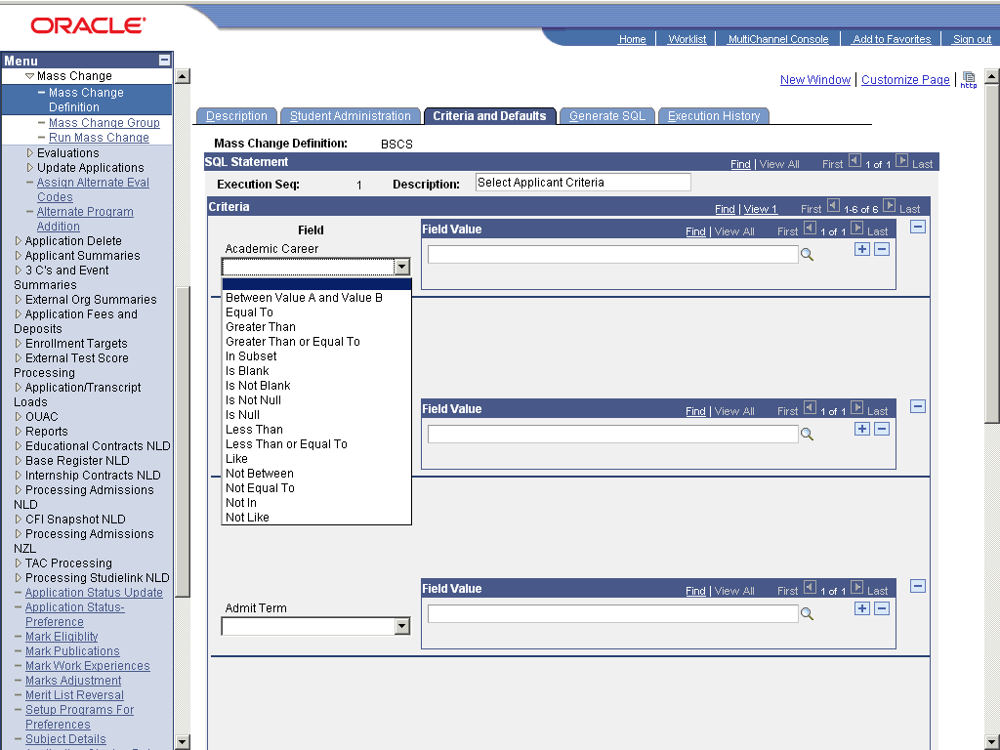 ORACLE®
Home | Worklist | MultiChannel Console | Add to Favorites | Sign out
Menu
Mass Change
Mass Change
Definition
Mass Change Group
Run Mass Change
Evaluations
Update Applications
Assign Alternate Eval
Codes
Alternate Program
Addition
Application Delete
Applicant Summaries
3 C's and Event
Summaries
External Org Summaries
Application Fees and
Deposits
Enrollment Targets
External Test Score
Processing
Application/Transcript
Loads
OUAC
Reports
Educational Contracts NLD
Base Register NLD
Internship Contracts NLD
Processing Admissions
NLD
CFI Snapshot NLD
Processing Admissions
NZL
TAC Processing
Processing Studielink NLD
Application Status Update
Application Status-
Preference
Mark Eligiblity
Mark Publications
Mark Work Experiences
Marks Adjustment
Merit List Reversal
Setup Programs For
Preferences
Subject Details
New Window | Customize Page | http
Description Student Administration Criteria and Defaults Generate SQL Execution History
Mass Change Definition: BSCS
SQL Statement Find | View All First 1 of 1 Last
Execution Seq: 1 Description: Select Applicant Criteria
Criteria Find | View 1 First 1-6 of 6 Last
Field
Field Value Find | View All First 1 of 1 Last
Academic Career
Between Value A and Value B
Equal To
Greater Than
Greater Than or Equal To
In Subset
Is Blank
Is Not Blank
Is Not Null
Is Null
Less Than
Less Than or Equal To
Like
Not Between
Not Equal To
Not In
Not Like
Field Value Find | View All First 1 of 1 Last
Field Value Find | View All First 1 of 1 Last
Admit Term